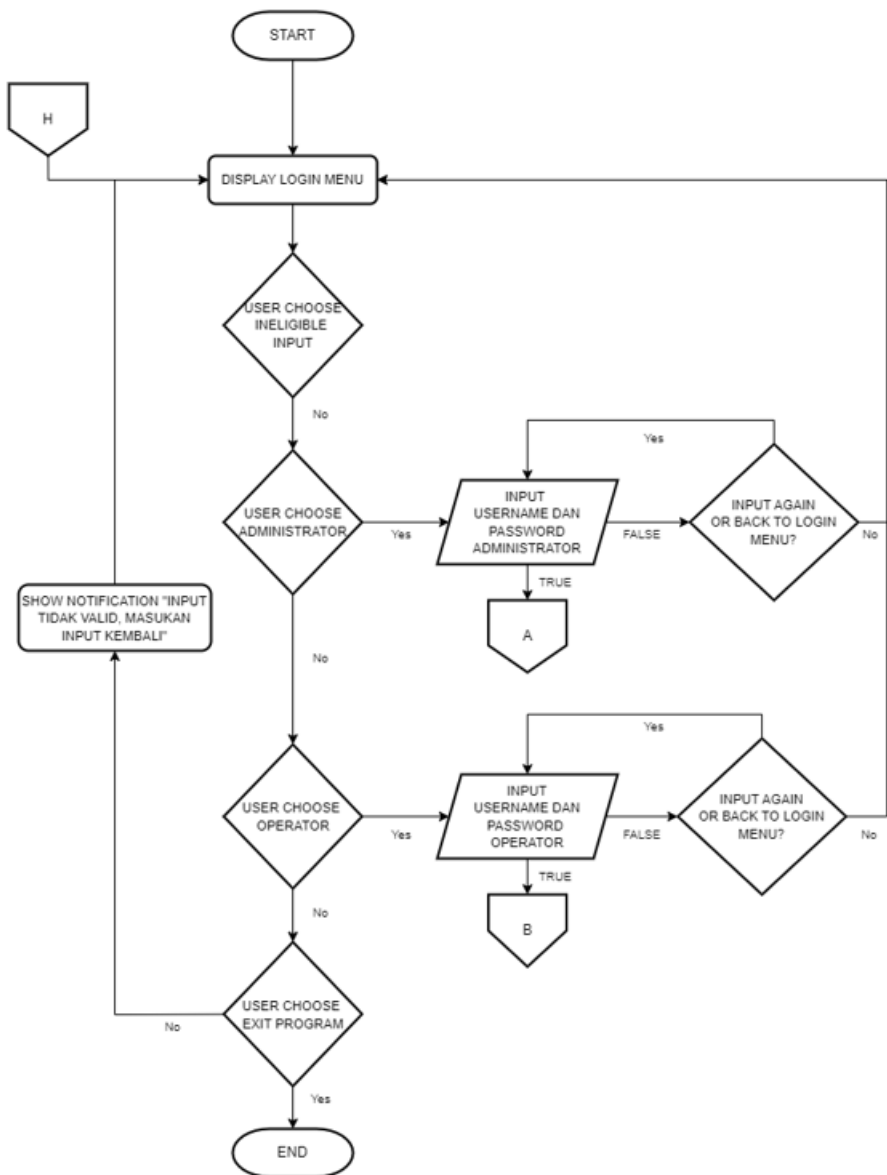 START
H
DISPLAY LOGIN MENU
USER CHOOSE
INELIGIBLE
INPUT
No
Yes
USER CHOOSE
ADMINISTRATOR
Yes
INPUT
USERNAME DAN
PASSWORD
ADMINISTRATOR
FALSE
INPUT AGAIN
OR BACK TO LOGIN
MENU?
No
TRUE
A
SHOW NOTIFICATION "INPUT
TIDAK VALID, MASUKAN
INPUT KEMBALI"
No
Yes
USER CHOOSE
OPERATOR
Yes
INPUT
USERNAME DAN
PASSWORD
OPERATOR
FALSE
INPUT AGAIN
OR BACK TO LOGIN
MENU?
No
TRUE
B
No
USER CHOOSE
EXIT PROGRAM
No
Yes
END